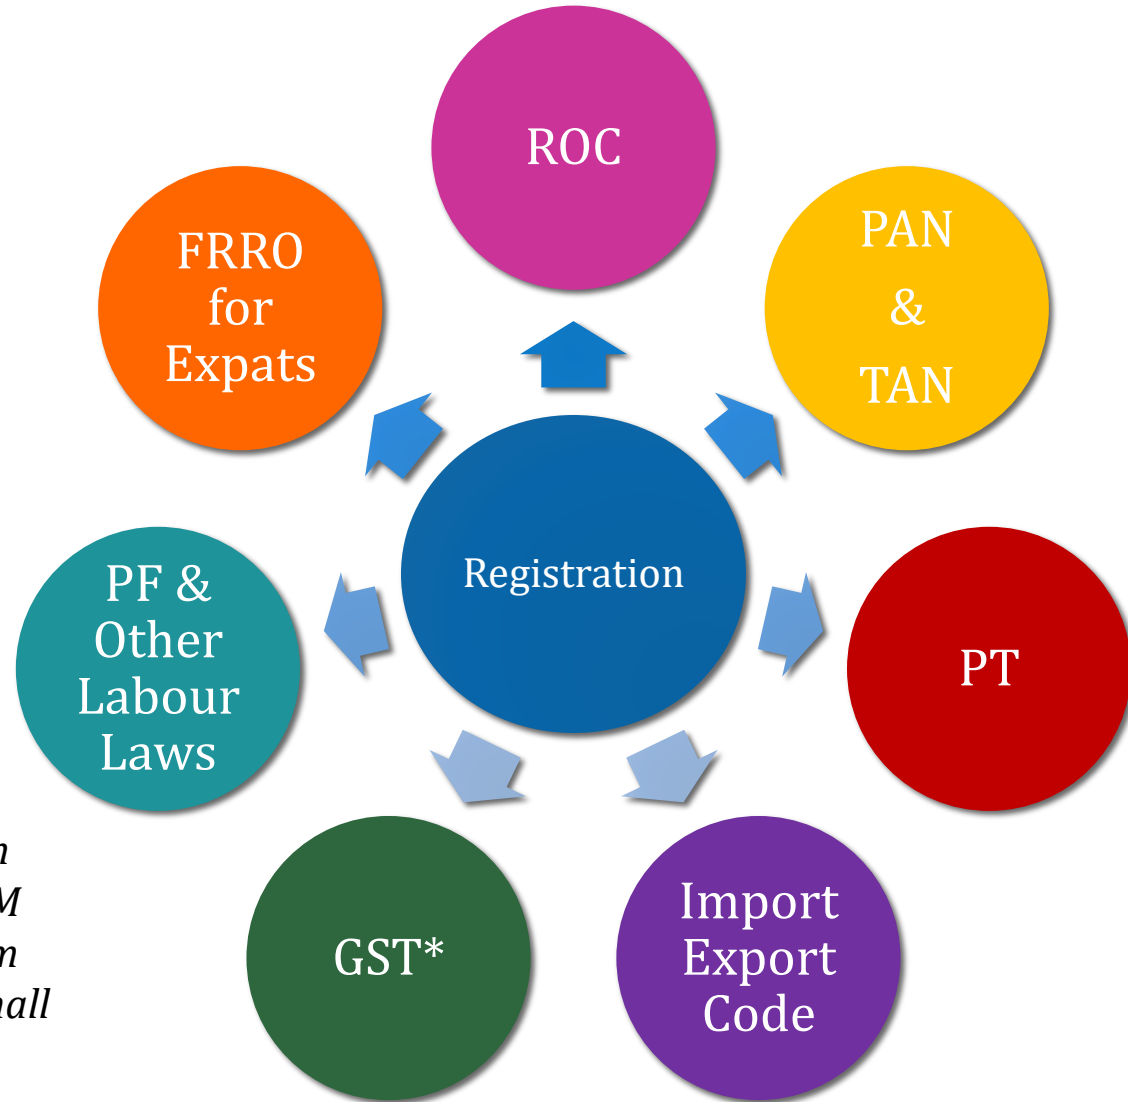 ROC
FRRO
for
Expats
PAN
&
TAN
Registration
PF &
Other
Labour
Laws
PT
GST*
Import
Export
Code